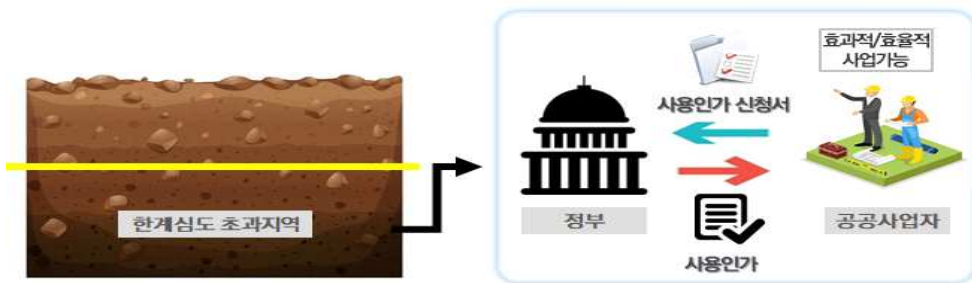 효과적/효율적
사업가능
사용인가 신청서
한계심도 초과지역
정부
공공사업자
사용인가